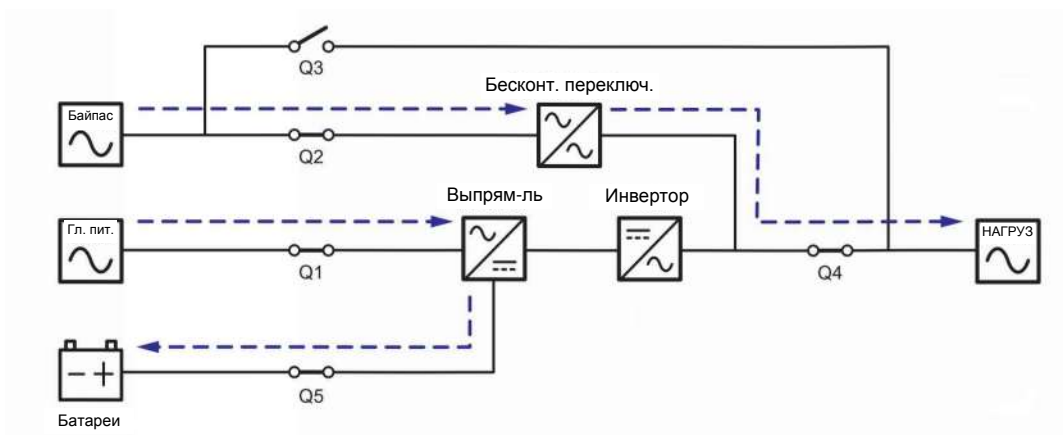 Q3
Бесконт. переключ.
Байпас
Q2
Выпрям-ль
Инвертор
Гл. пит.
НАГРУЗ
Q1
Q4
Q5
Батареи